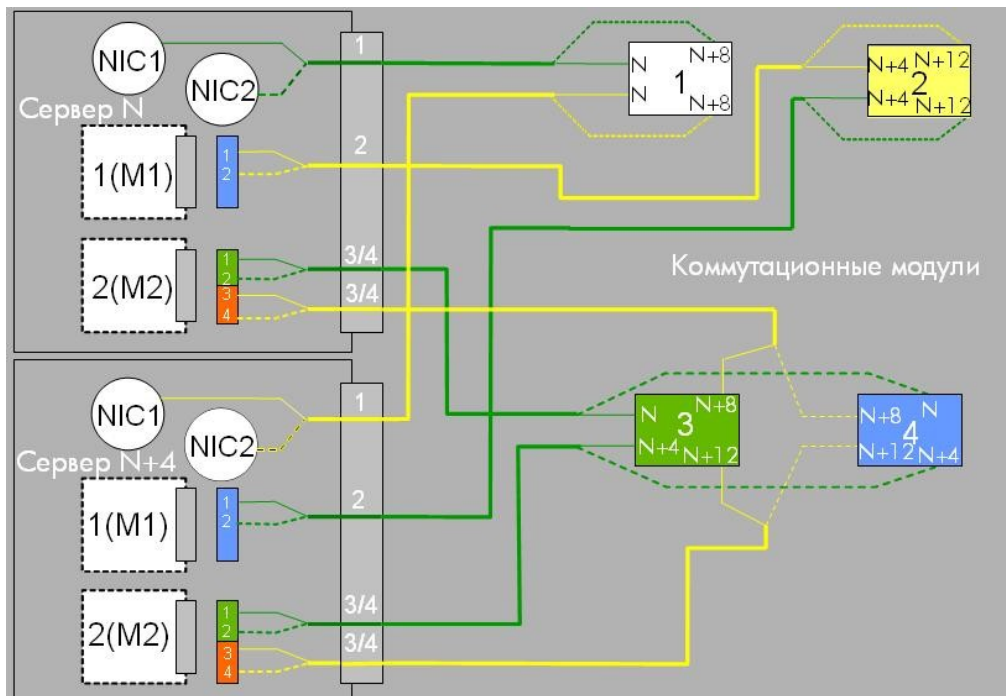 NIC1
NIC2
Сервер N
1(M1)
1
2
2(M2)
1
2
3
4
1
2
3/4
3/4
N
N
1
N+8
N+8
N+4
N+4
2
N+12
N+12
Коммутационные модули
NIC1
NIC2
Сервер N+4
1(M1)
1
2
2(M2)
1
2
3
4
1
2
3/4
3/4
N
N+4
3
N+8
N+12
N+8
N+12
4
N
N+4